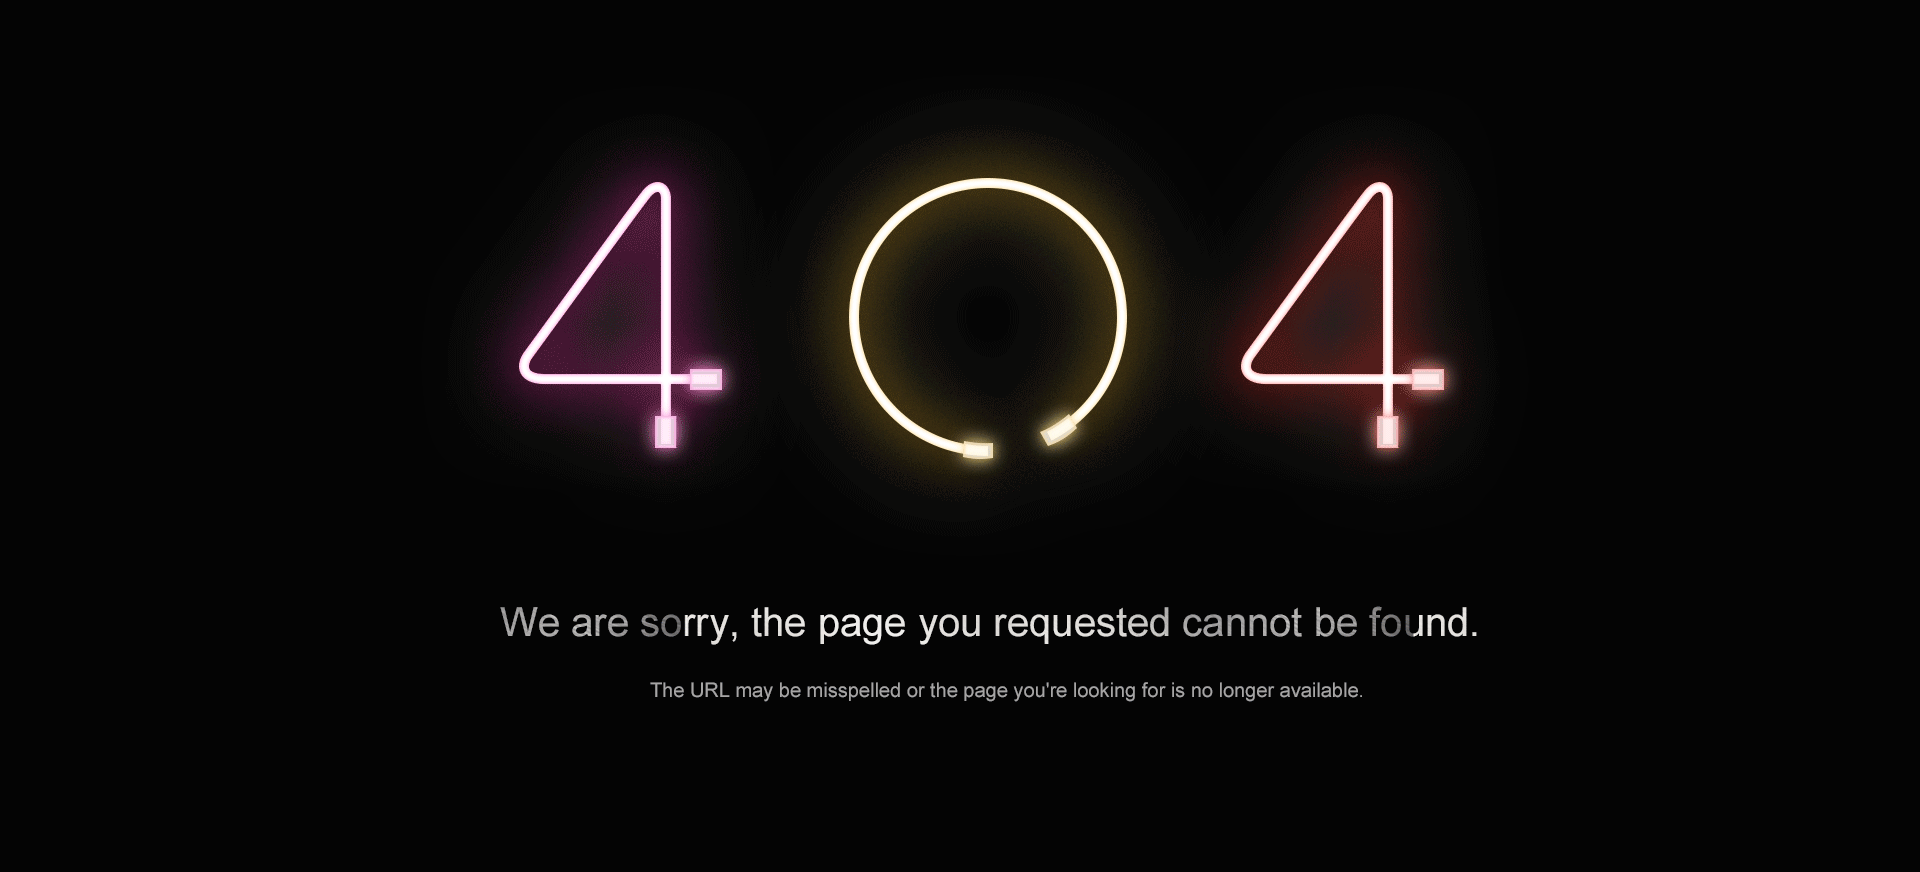 404
We are sorry, the page you requested cannot be found.
The URL may be misspelled or the page you're looking for is no longer available.